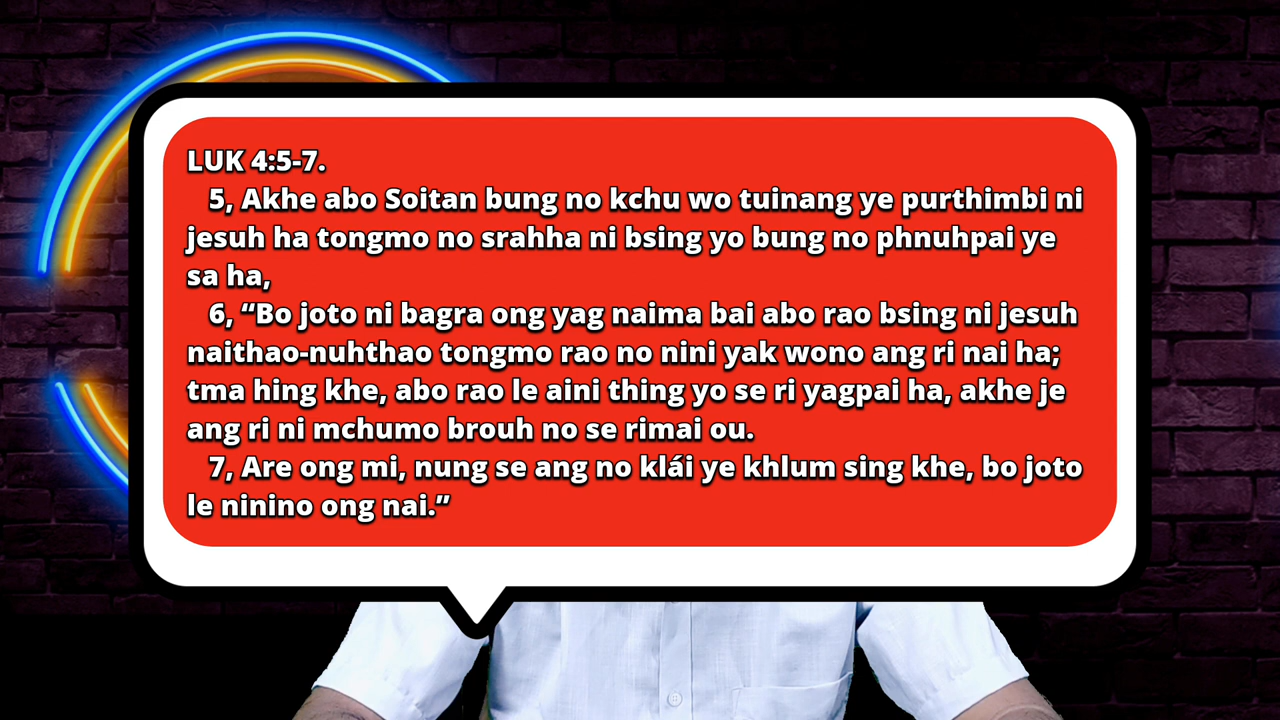 LUK 4:5-7.
5, Akhe abo Soitan bung no kchu wo tuinang ye purthimbi ni
jesuh ha tongmo no srahha ni bsing yo bung no phnuhpai ye
sa ha,
6, “Bo joto ni bagra ong yag naima bai abo rao bsing ni jesuh
naithao-nuhthao tongmo rao no nini yak wono ang ri nai ha;
tma hing khe, abo rao le aini thing yo se ri yagpai ha, akhe je
ang ri ni mchumo brouh no se rimai ou.
7, Are ong mi, nung se ang no klái ye khlum sing khe, bo joto
le ninino ong nai.”